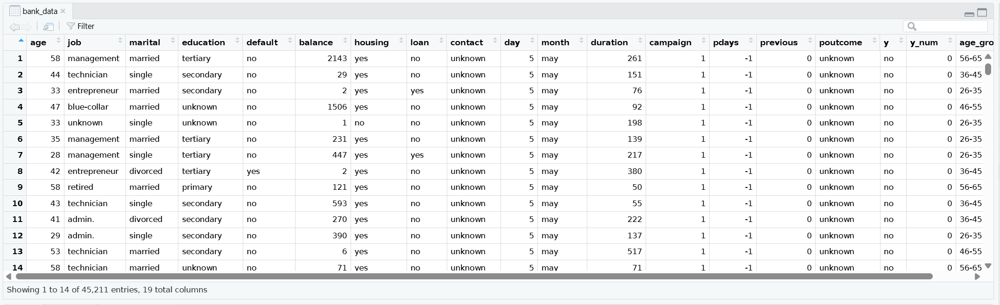 bank_data
Filter
age job marital education default balance housing loan contact day month duration campaign pdays previous poutcome y y_num age_gro
1 58 management married tertiary no 2143 yes no unknown 5 may 261 1 -1 0 unknown no 0 56-65
2 44 technician single secondary no 29 yes no unknown 5 may 151 1 -1 0 unknown no 0 36-45
3 33 entrepreneur married secondary no 2 yes yes unknown 5 may 76 1 -1 0 unknown no 0 26-35
4 47 blue-collar married unknown no 1506 yes no unknown 5 may 92 1 -1 0 unknown no 0 46-55
5 33 unknown single unknown no 1 no no unknown 5 may 198 1 -1 0 unknown no 0 26-35
6 35 management married tertiary no 231 yes no unknown 5 may 139 1 -1 0 unknown no 0 26-35
7 28 management single tertiary no 447 yes yes unknown 5 may 217 1 -1 0 unknown no 0 26-35
8 42 entrepreneur divorced tertiary yes 2 yes no unknown 5 may 380 1 -1 0 unknown no 0 36-45
9 58 retired married primary no 121 yes no unknown 5 may 50 1 -1 0 unknown no 0 56-65
10 43 technician single secondary no 593 yes no unknown 5 may 55 1 -1 0 unknown no 0 36-45
11 41 admin. divorced secondary no 270 yes no unknown 5 may 222 1 -1 0 unknown no 0 36-45
12 29 admin. single secondary no 390 yes no unknown 5 may 137 1 -1 0 unknown no 0 26-35
13 53 technician married secondary no 6 yes no unknown 5 may 517 1 -1 0 unknown no 0 46-55
14 58 technician married unknown no 71 yes no unknown 5 may 71 1 -1 0 unknown no 0 56-65
Showing 1 to 14 of 45,211 entries, 19 total columns